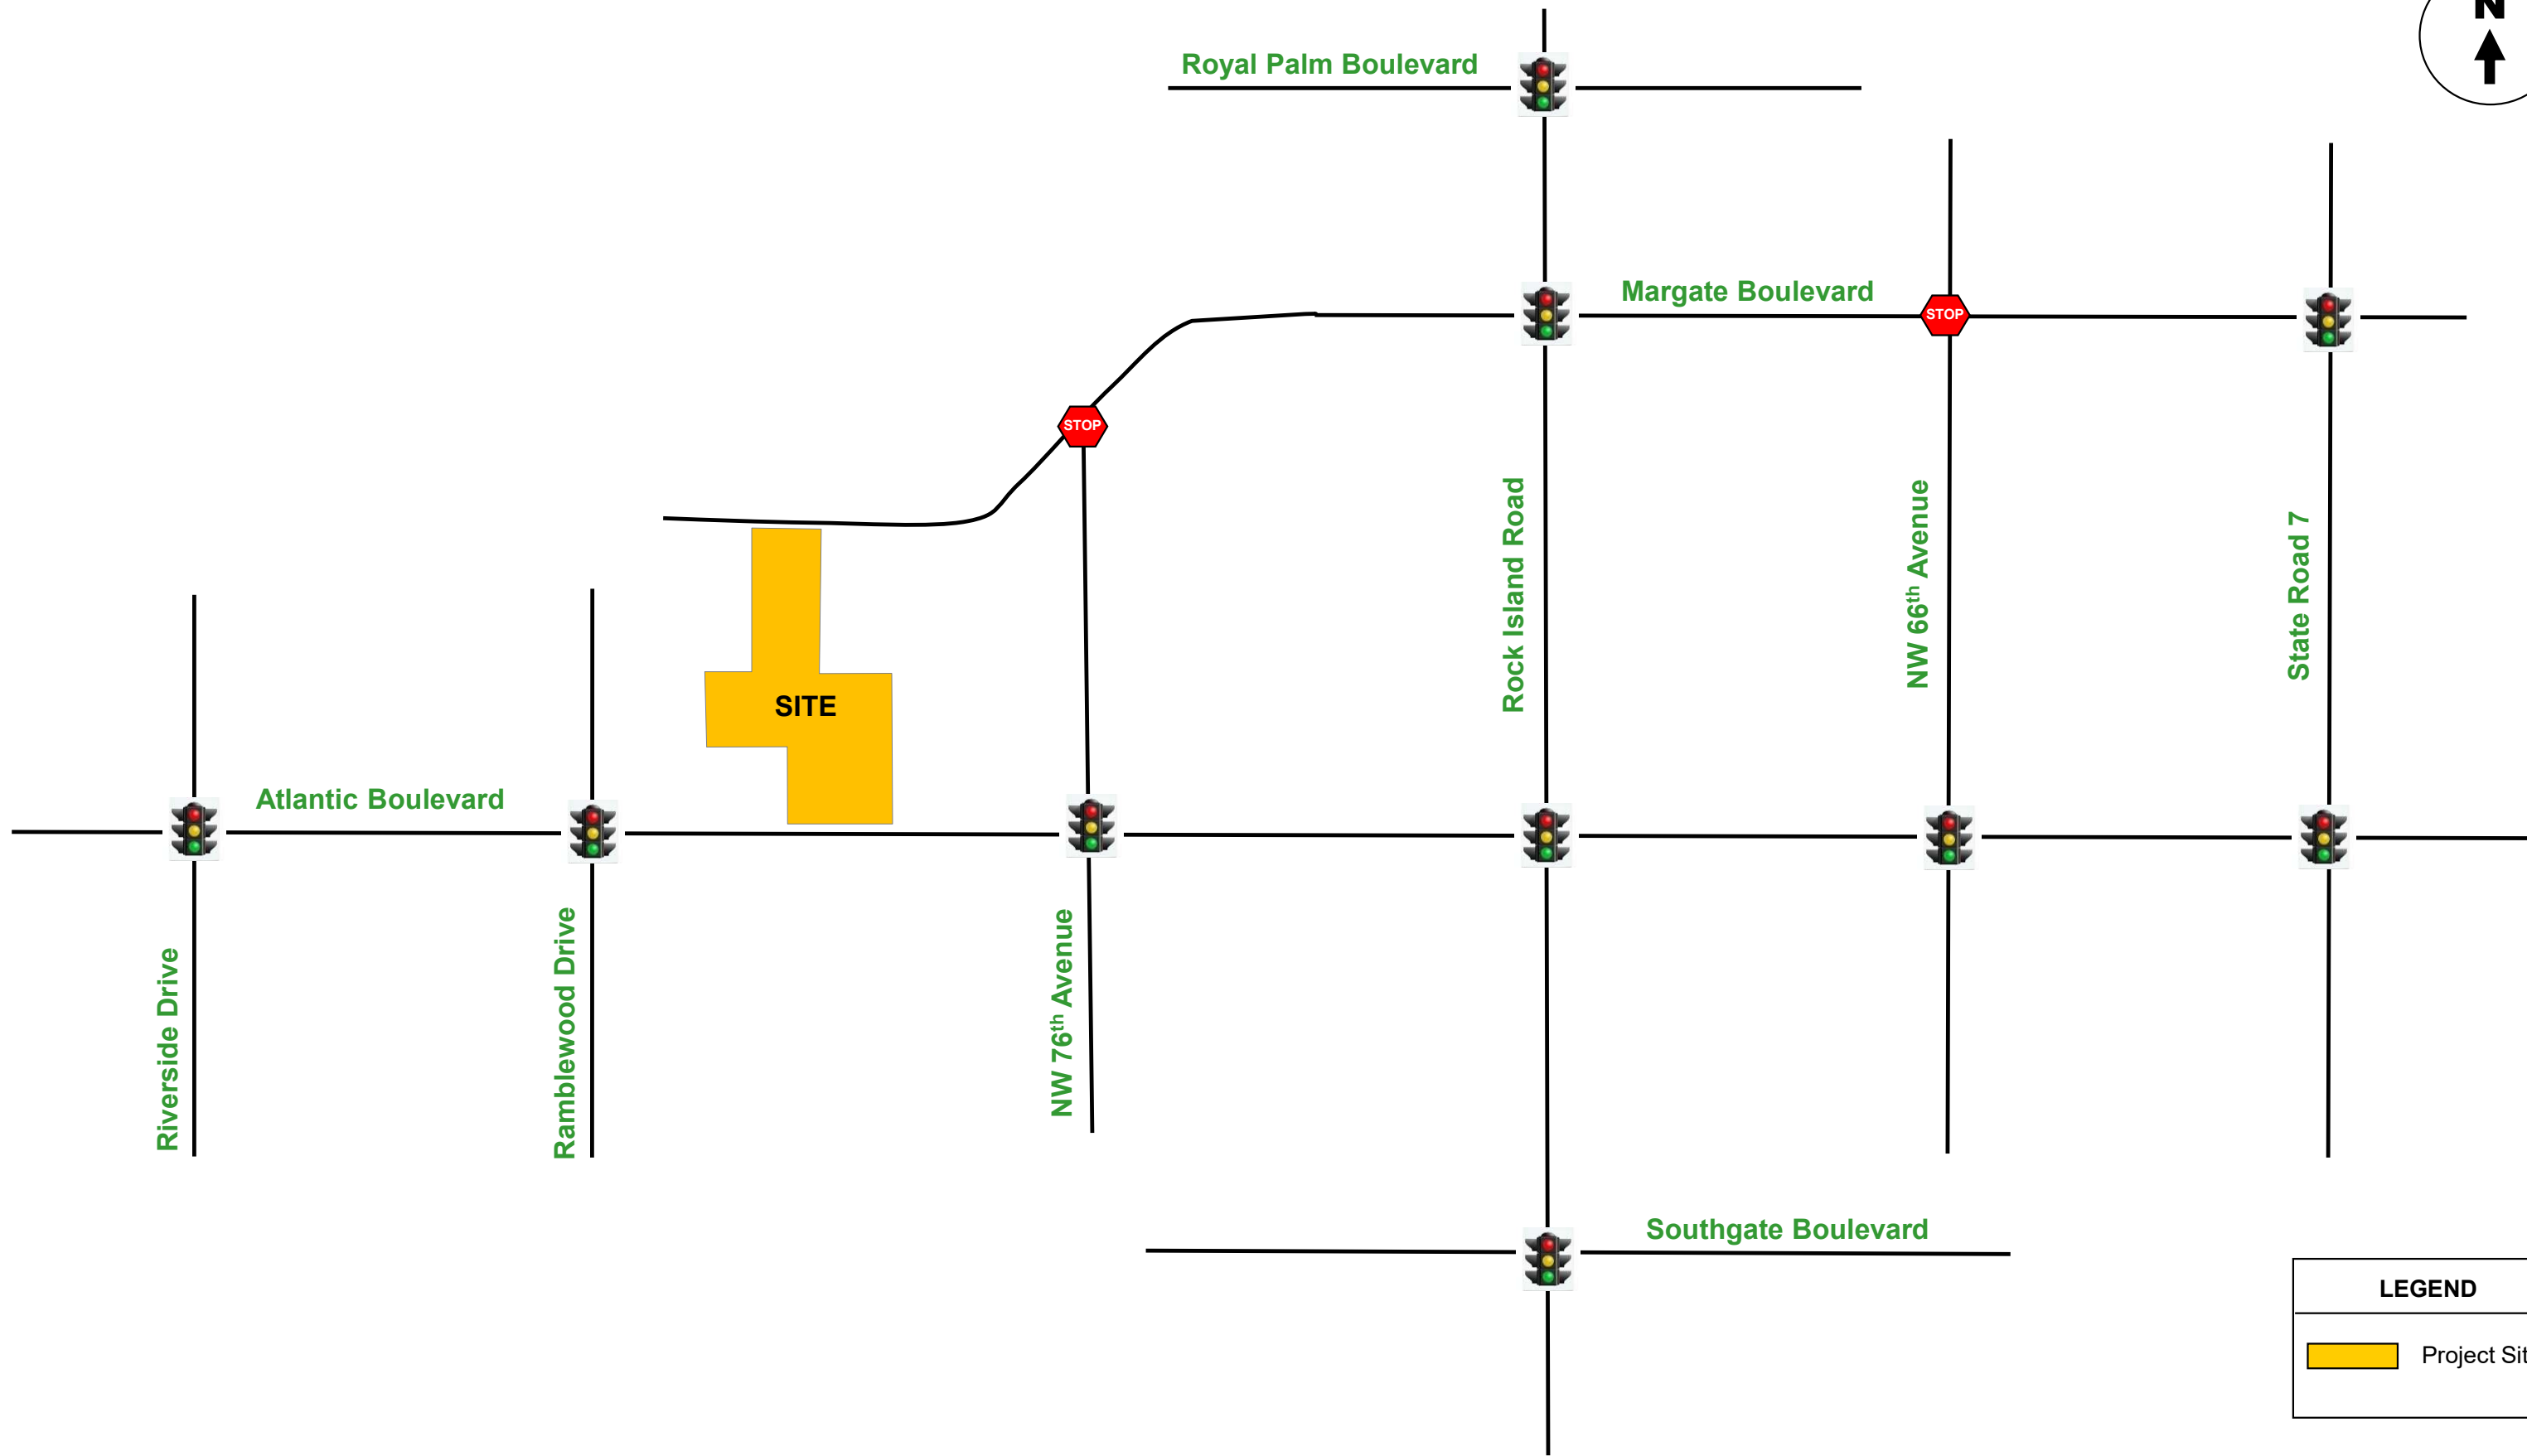 N
Royal Palm Boulevard
Margate Boulevard
STOP
STOP
Rock Island Road
NW 66th Avenue
State Road 7
SITE
Atlantic Boulevard
Riverside Drive
Ramblewood Drive
NW 76th Avenue
Southgate Boulevard
LEGEND
Project Sit